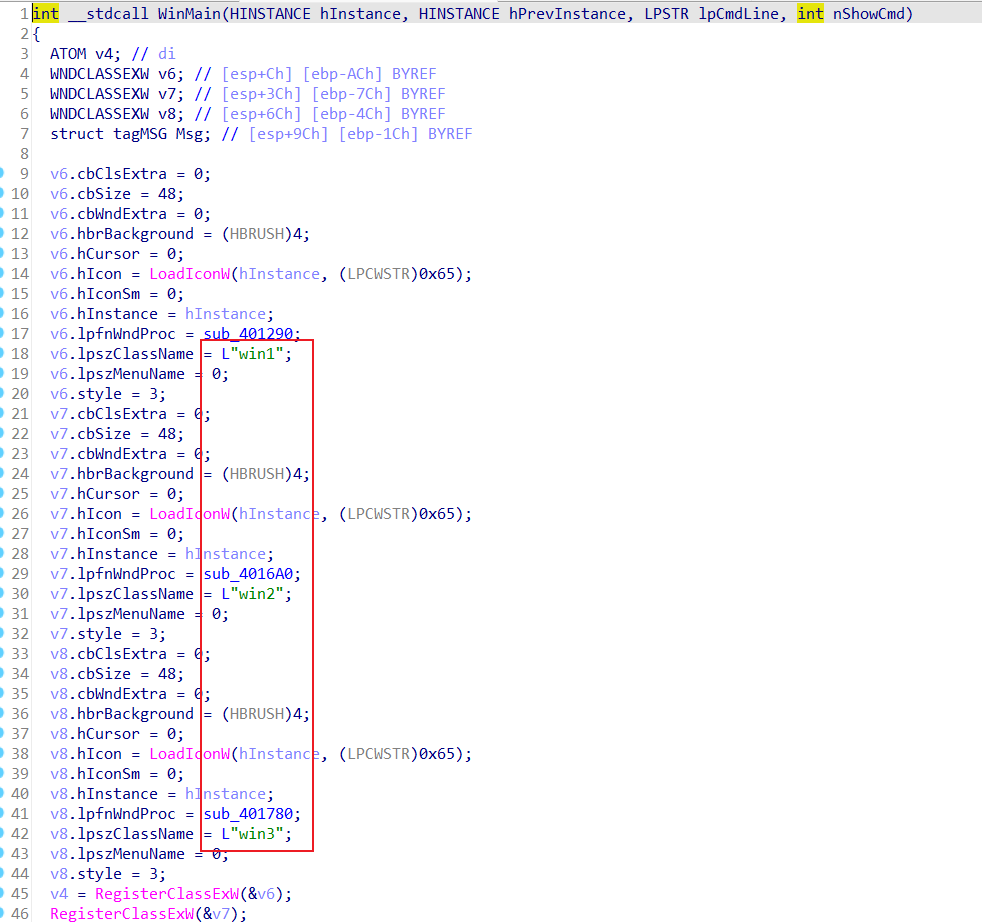 1 int __stdcall WinMain(HINSTANCE hInstance, HINSTANCE hPrevInstance, LPSTR lpCmdLine, int nShowCmd)
2 {
3 ATOM v4; // di
4 WNDCLASSEXW v6; // [esp+Ch] [ebp-ACh] BYREF
5 WNDCLASSEXW v7; // [esp+3Ch] [ebp-7Ch] BYREF
6 WNDCLASSEXW v8; // [esp+6Ch] [ebp-4Ch] BYREF
7 struct tagMSG Msg; // [esp+9Ch] [ebp-1Ch] BYREF
8
9 v6.cbClsExtra = 0;
10 v6.cbSize = 48;
11 v6.cbWndExtra = 0;
12 v6.hbrBackground = (HBRUSH)4;
13 v6.hCursor = 0;
14 v6.hIcon = LoadIconW(hInstance, (LPCWSTR)0x65);
15 v6.hIconSm = 0;
16 v6.hInstance = hInstance;
17 v6.lpfnWndProc = sub_401290;
18 v6.lpszClassName = L"win1";
19 v6.lpszMenuName = 0;
20 v6.style = 3;
21 v7.cbClsExtra = 0;
22 v7.cbSize = 48;
23 v7.cbWndExtra = 0;
24 v7.hbrBackground = (HBRUSH)4;
25 v7.hCursor = 0;
26 v7.hIcon = LoadIconW(hInstance, (LPCWSTR)0x65);
27 v7.hIconSm = 0;
28 v7.hInstance = hInstance;
29 v7.lpfnWndProc = sub_4016A0;
30 v7.lpszClassName = L"win2";
31 v7.lpszMenuName = 0;
32 v7.style = 3;
33 v8.cbClsExtra = 0;
34 v8.cbSize = 48;
35 v8.cbWndExtra = 0;
36 v8.hbrBackground = (HBRUSH)4;
37 v8.hCursor = 0;
38 v8.hIcon = LoadIconW(hInstance, (LPCWSTR)0x65);
39 v8.hIconSm = 0;
40 v8.hInstance = hInstance;
41 v8.lpfnWndProc = sub_401780;
42 v8.lpszClassName = L"win3";
43 v8.lpszMenuName = 0;
44 v8.style = 3;
45 v4 = RegisterClassExW(&v6);
46 RegisterClassExW(&v7);